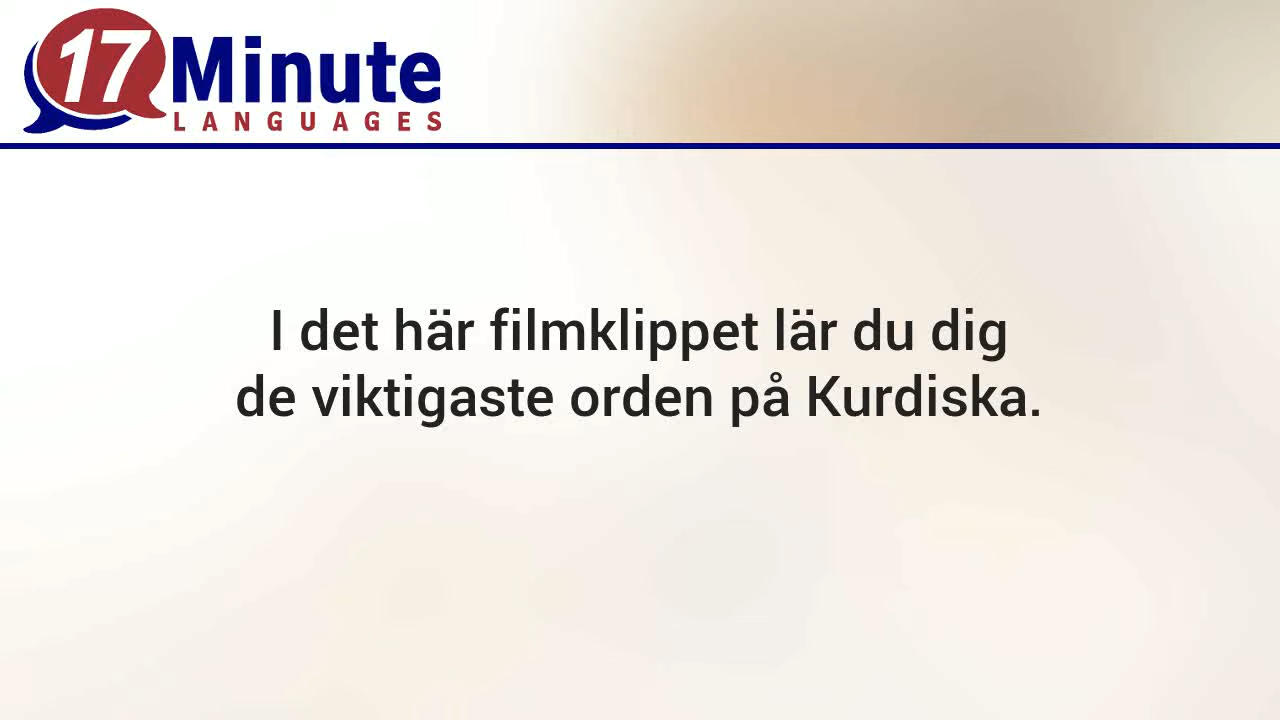 17 Minute
LANGUAGES
I det här filmklippet lär du dig
de viktigaste orden på Kurdiska.